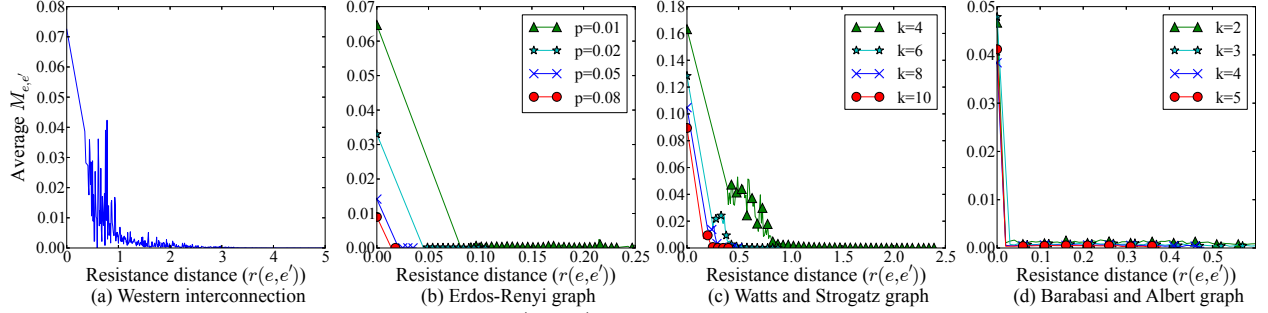 Average M_{e,e'}
0.08
0.07
0.06
0.05
0.04
0.03
0.02
0.01
0.00
0 1 2 3 4 5
Resistance distance (r(e,e'))
(a) Western interconnection
0.07
0.06
0.05
0.04
0.03
0.02
0.01
0.00
0.00 0.05 0.10 0.15 0.20 0.25
p=0.01
p=0.02
p=0.05
p=0.08
Resistance distance (r(e,e'))
(b) Erdos-Renyi graph
0.18
0.16
0.14
0.12
0.10
0.08
0.06
0.04
0.02
0.00
0.0 0.5 1.0 1.5 2.0 2.5
k=4
k=6
k=8
k=10
Resistance distance (r(e,e'))
(c) Watts and Strogatz graph
0.05
0.04
0.03
0.02
0.01
0.00
0.0 0.1 0.2 0.3 0.4 0.5
k=2
k=3
k=4
k=5
Resistance distance (r(e,e'))
(d) Barabasi and Albert graph